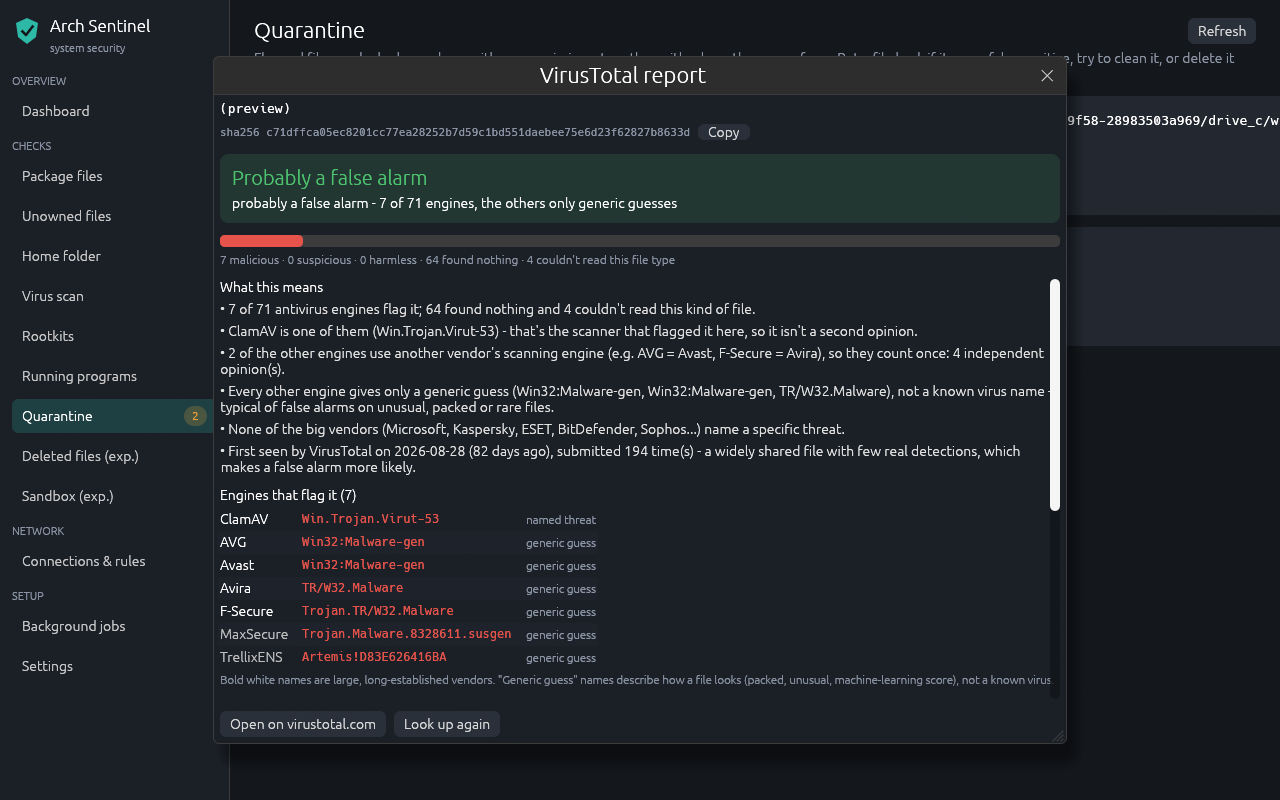 Arch Sentinel
system security
OVERVIEW
Dashboard
CHECKS
Package files
Unowned files
Home folder
Virus scan
Rootkits
Running programs
Quarantine
2
Deleted files (exp.)
Sandbox (exp.)
NETWORK
Connections & rules
SETUP
Background jobs
Settings
Quarantine
Refresh
, try to clean it, or delete it
9f58-28983503a969/drive_c/w
VirusTotal report
(preview)
sha256 c71dffca05ec8201cc77ea28252b7d59c1bd551daebee75e6d23f62827b8633d
Copy
Probably a false alarm
probably a false alarm - 7 of 71 engines, the others only generic guesses
7 malicious · 0 suspicious · 0 harmless · 64 found nothing · 4 couldn't read this file type
What this means
• 7 of 71 antivirus engines flag it; 64 found nothing and 4 couldn't read this kind of file.
• ClamAV is one of them (Win.Trojan.Virut-53) - that's the scanner that flagged it here, so it isn't a second opinion.
• 2 of the other engines use another vendor's scanning engine (e.g. AVG = Avast, F-Secure = Avira), so they count once: 4 independent
opinion(s).
• Every other engine gives only a generic guess (Win32:Malware-gen, Win32:Malware-gen, TR/W32.Malware), not a known virus name -
typical of false alarms on unusual, packed or rare files.
• None of the big vendors (Microsoft, Kaspersky, ESET, BitDefender, Sophos...) name a specific threat.
• First seen by VirusTotal on 2026-08-28 (82 days ago), submitted 194 time(s) - a widely shared file with few real detections, which
makes a false alarm more likely.
Engines that flag it (7)
ClamAV Win.Trojan.Virut-53 named threat
AVG Win32:Malware-gen generic guess
Avast Win32:Malware-gen generic guess
Avira TR/W32.Malware generic guess
F-Secure Trojan.TR/W32.Malware generic guess
MaxSecure Trojan.Malware.8328611.susgen generic guess
TrellixENS Artemis!D83E626416BA generic guess
Bold white names are large, long-established vendors. "Generic guess" names describe how a file looks (packed, unusual, machine-learning score), not a known virus
Open on virustotal.com
Look up again